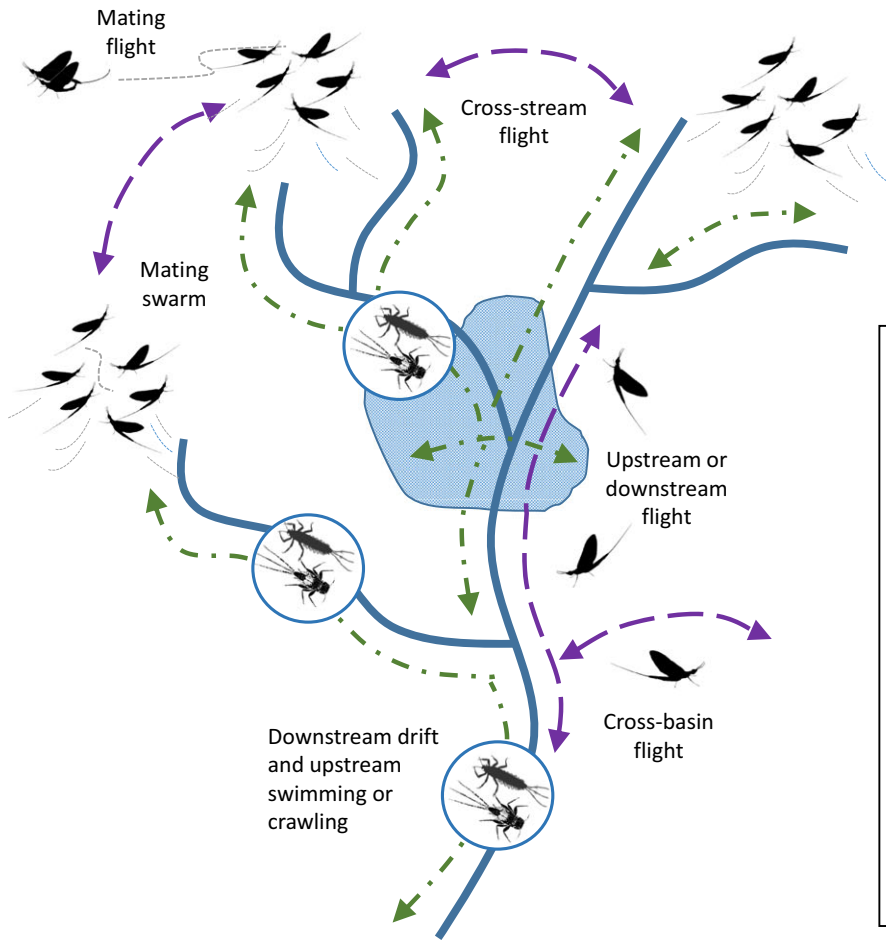 Mating
flight
Cross-stream
flight
Mating
swarm
Upstream or
downstream
flight
Cross-basin
flight
Downstream drift
and upstream
swimming or
crawling